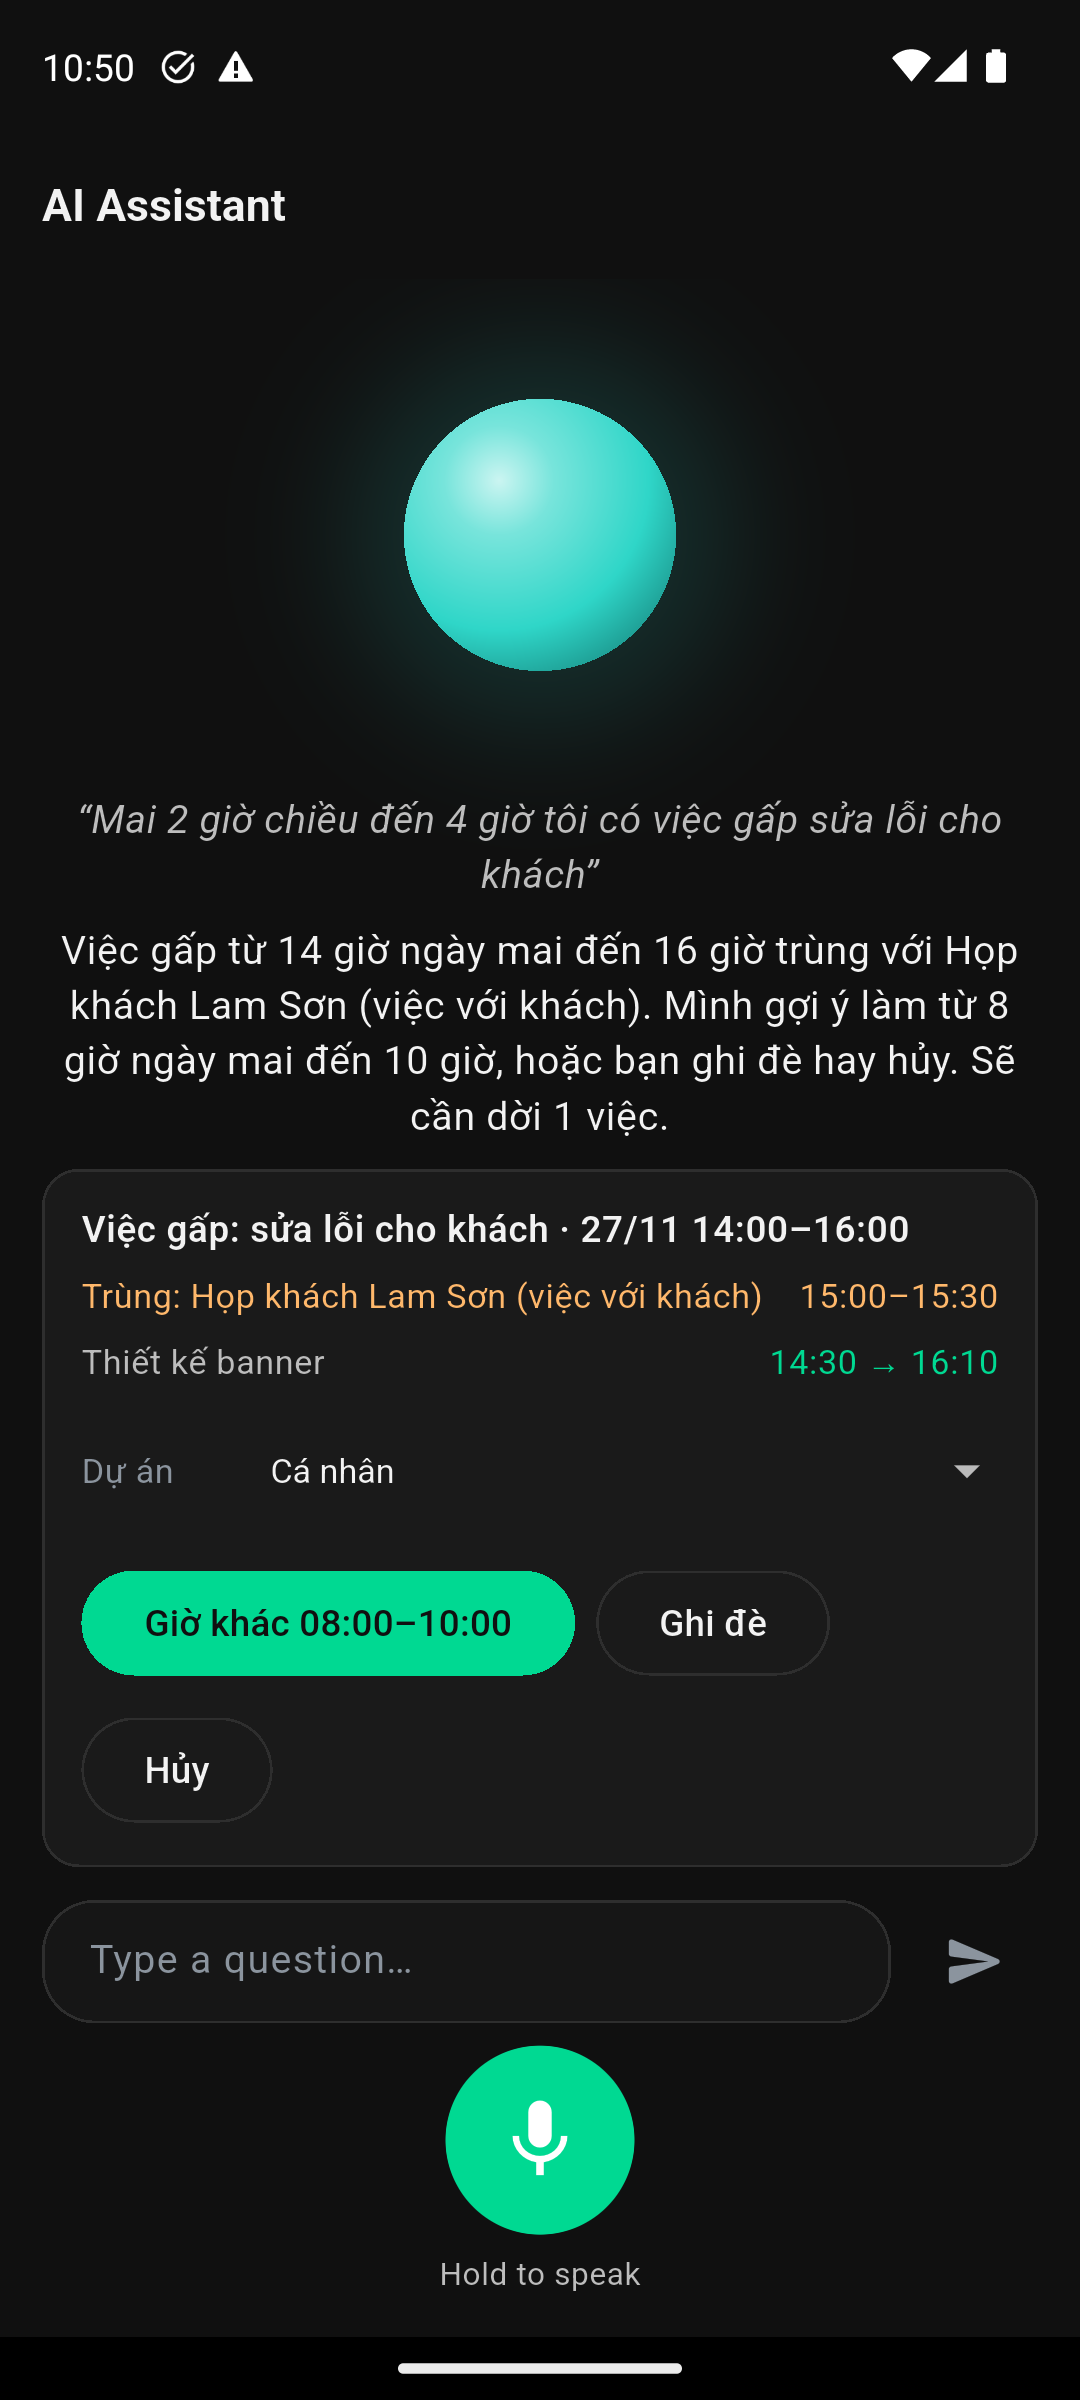 10:50
AI Assistant
“Mai 2 giờ chiều đến 4 giờ tôi có việc gấp sửa lỗi cho
khách”
Việc gấp từ 14 giờ ngày mai đến 16 giờ trùng với Họp
khách Lam Sơn (việc với khách). Mình gợi ý làm từ 8
giờ ngày mai đến 10 giờ, hoặc bạn ghi đè hay hủy. Sẽ
cần dời 1 việc.
Việc gấp: sửa lỗi cho khách · 27/11 14:00–16:00
Trùng: Họp khách Lam Sơn (việc với khách) 15:00–15:30
Thiết kế banner 14:30 → 16:10
Dự án Cá nhân
Giờ khác 08:00–10:00 Ghi đè
Hủy
Type a question…
Hold to speak